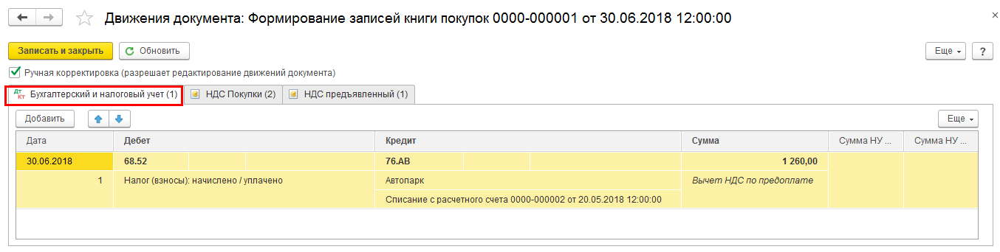 Движения документа: Формирование записей книги покупок 0000-000001 от 30.06.2018 12:00:00
Записать и закрыть Обновить Еще ?
Ручная корректировка (разрешает редактирование движений документа)
Дт Кт Бухгалтерский и налоговый учет (1) НДС Покупки (2) НДС предъявленный (1)
Добавить Еще
Дата Дебет Кредит Сумма Сумма НУ ... Сумма НУ ...
30.06.2018 68.52 76.АВ 1 260,00
1 Налог (взносы): начислено / уплачено Автопарк Вычет НДС по предоплате
Списание с расчетного счета 0000-000002 от 20.05.2018 12:00:00